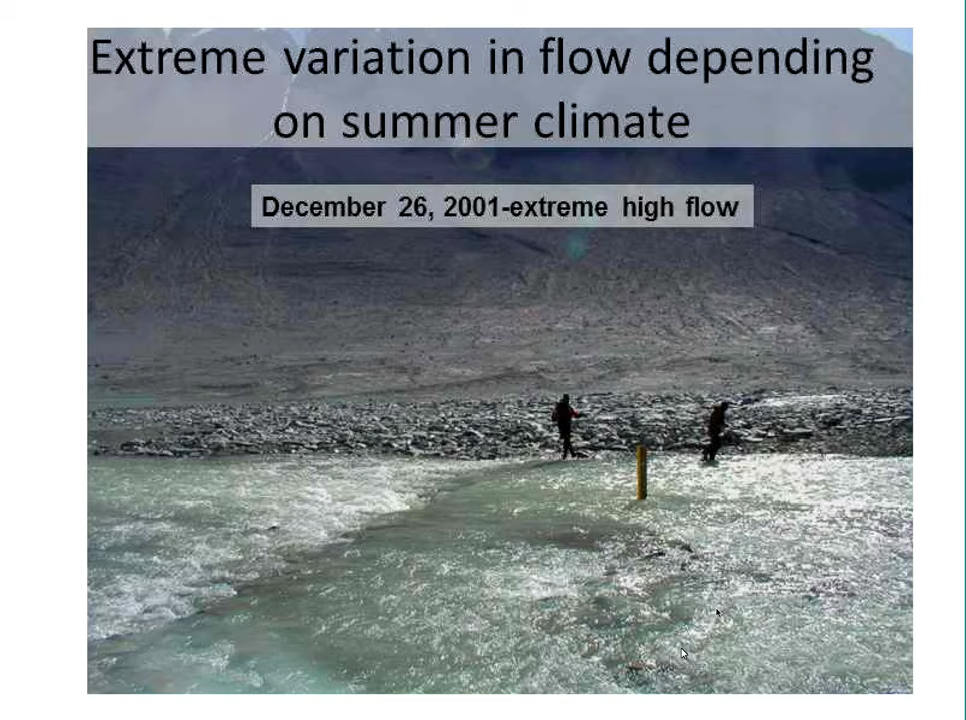 Extreme variation in flow depending
on summer climate
December 26, 2001-extreme high flow